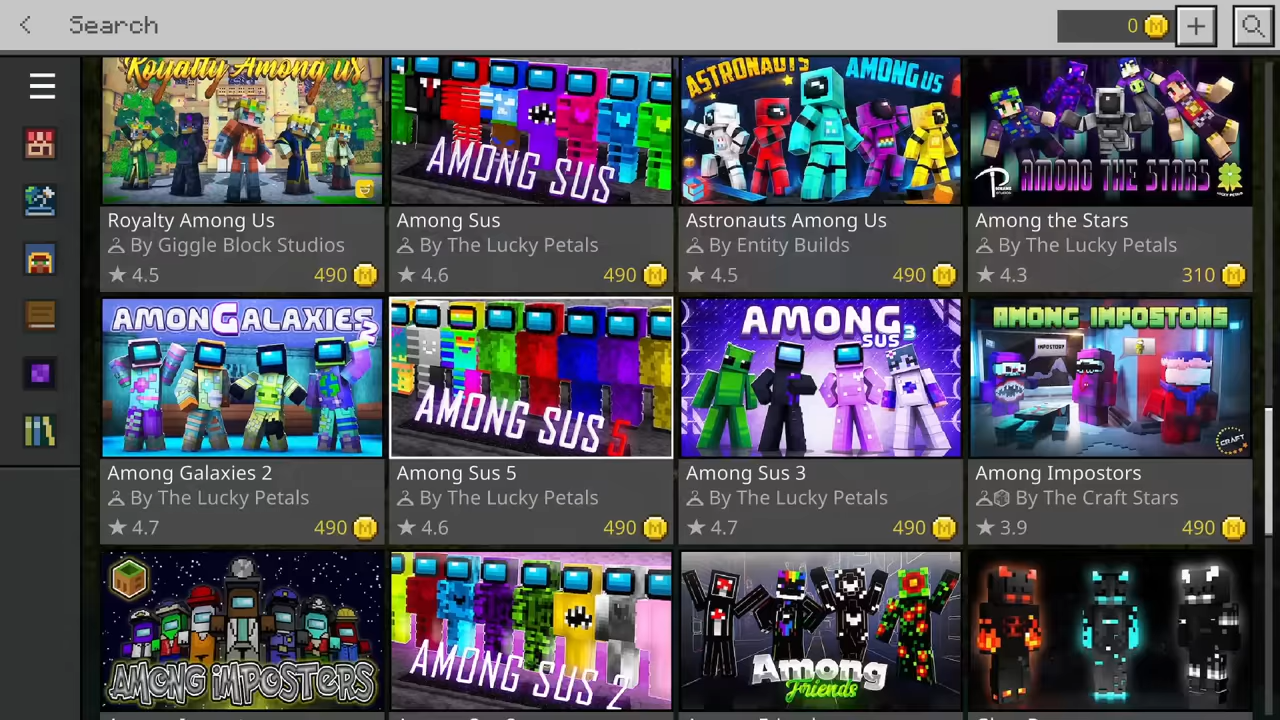 Search
0
Royalty Among us
AMONG SUS
ASTRONAUTS AMONG US
AMONG THE STARS
Royalty Among Us
By Giggle Block Studios
4.5
490
Among Sus
By The Lucky Petals
4.6
490
Astronauts Among Us
By Entity Builds
4.5
490
Among the Stars
By The Lucky Petals
4.3
310
AMONGALAXIES 2
AMONG SUS 5
AMONG SUS 3
AMONG IMPOSTORS
IMPOSTOR?
CRAFT
Among Galaxies 2
By The Lucky Petals
4.7
490
Among Sus 5
By The Lucky Petals
4.6
490
Among Sus 3
By The Lucky Petals
4.7
490
Among Impostors
By The Craft Stars
3.9
490
AMONG IMPOSTERS
AMONG SUS 2
Among
Friends